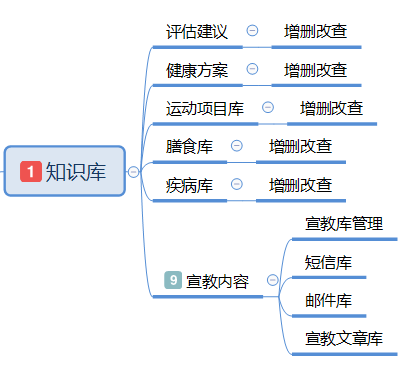 1 知识库
评估建议 增删改查
健康方案 增删改查
运动项目库 增删改查
膳食库 增删改查
疾病库 增删改查
9 宣教内容
宣教库管理
短信库
邮件库
宣教文章库